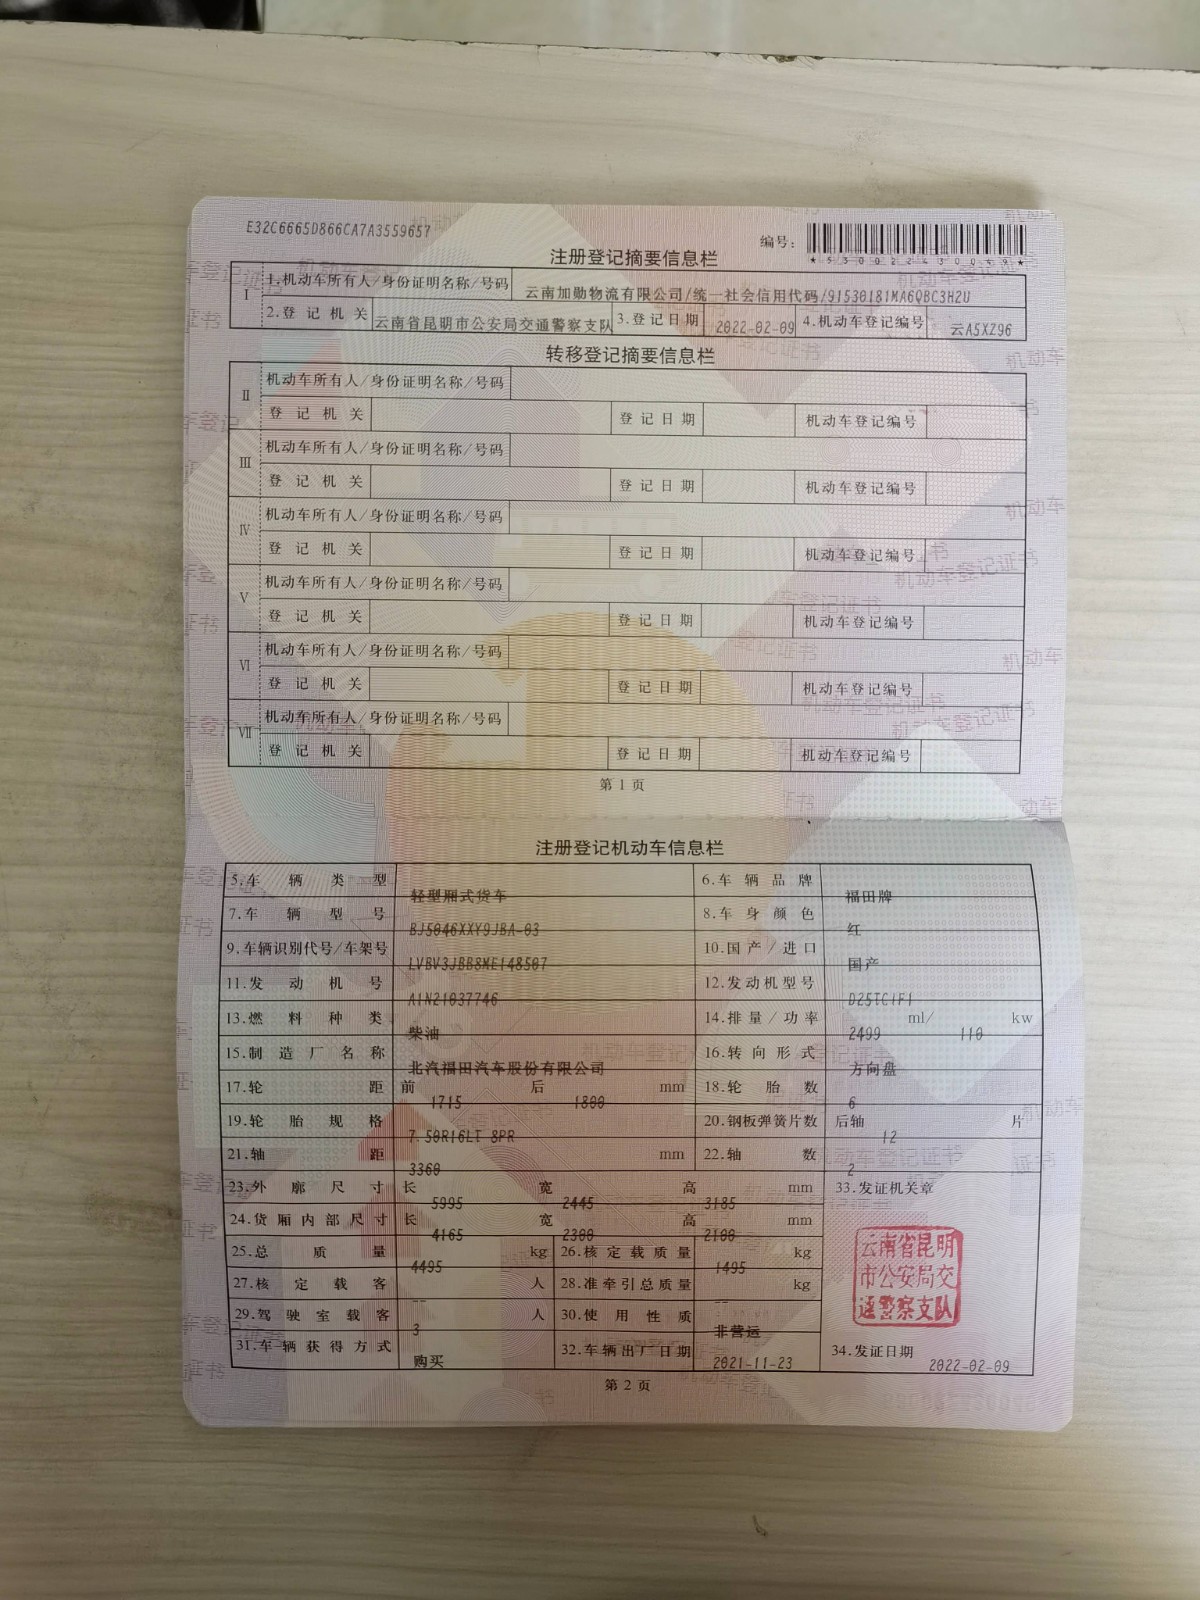 E32C6665D866CA7A3559657
编号:
注册登记摘要信息栏
*530022430049*
I 1.机动车所有人/身份证明名称/号码 云南加勋物流有限公司/统一社会信用代码/91530181MA6QBC3H2U
2.登记机关 云南省昆明市公安局交通警察支队 3.登记日期 2022-02-09 4.机动车登记编号 云A5XZ96
转移登记摘要信息栏
II 机动车所有人/身份证明名称/号码
登记机关 登记日期 机动车登记编号
III 机动车所有人/身份证明名称/号码
登记机关 登记日期 机动车登记编号
IV 机动车所有人/身份证明名称/号码
登记机关 登记日期 机动车登记编号
V 机动车所有人/身份证明名称/号码
登记机关 登记日期 机动车登记编号
VI 机动车所有人/身份证明名称/号码
登记机关 登记日期 机动车登记编号
VII 机动车所有人/身份证明名称/号码
登记机关 登记日期 机动车登记编号
第1页
注册登记机动车信息栏
5.车辆类型 轻型厢式货车 6.车辆品牌 福田牌
7.车辆型号 BJ5046XXY9JBA-03 8.车身颜色 红
9.车辆识别代号/车架号 LVBV3JBB8ME148507 10.国产/进口 国产
11.发动机号 A1N21037746 12.发动机型号 D25TCIF1
13.燃料种类 柴油 14.排量/功率 2499 ml/ 110 kw
15.制造厂名称 北汽福田汽车股份有限公司 16.转向形式 方向盘
17.轮距 前 1715 后 1800 mm 18.轮胎数 6
19.轮胎规格 7.50R16LT 8PR 20.钢板弹簧片数 后轴 12 片
21.轴距 3360 mm 22.轴数 2
23.外廓尺寸 长 5995 宽 2445 高 3185 mm 33.发证机关章
24.货厢内部尺寸 长 4165 宽 2300 高 2100 mm
25.总质量 4495 kg 26.核定载质量 1495 kg
27.核定载客 -- 人 28.准牵引总质量 -- kg
29.驾驶室载客 3 人 30.使用性质 非营运
31.车辆获得方式 购买 32.车辆出厂日期 2021-11-23 34.发证日期 2022-02-09
云南省昆明
市公安局交
通警察支队
第2页